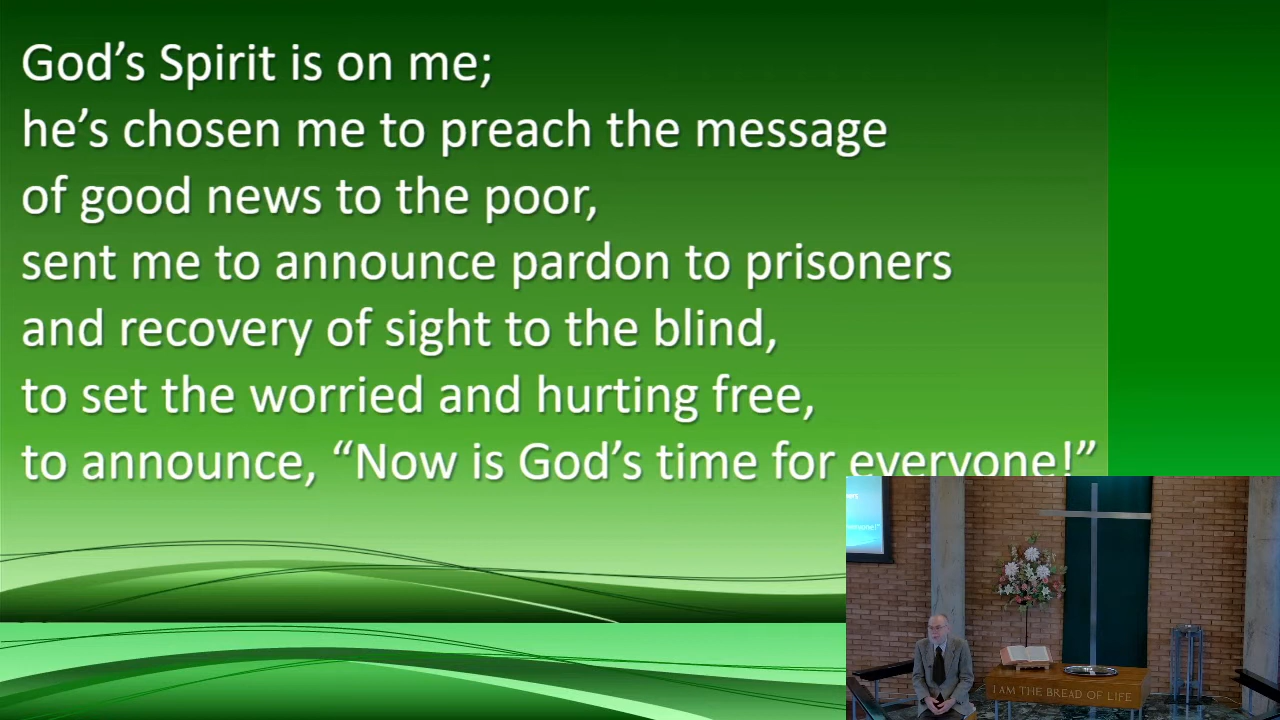 God’s Spirit is on me;
he’s chosen me to preach the message
of good news to the poor,
sent me to announce pardon to prisoners
and recovery of sight to the blind,
to set the worried and hurting free,
to announce, “Now is God’s time for everyone!”
I AM THE BREAD OF LIFE